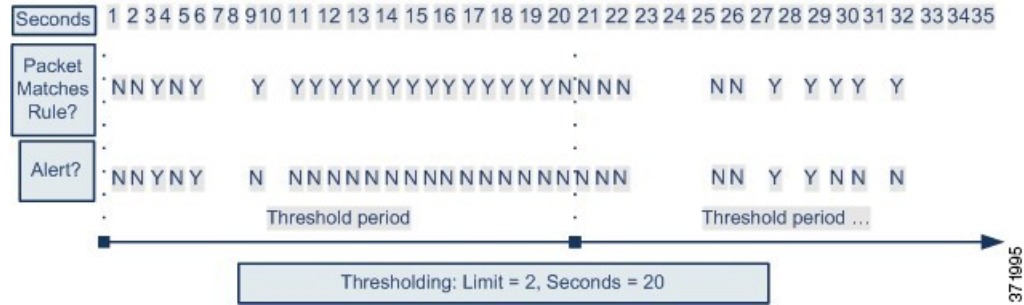 Seconds 1 2 3 4 5 6 7 8 9 10 11 12 13 14 15 16 17 18 19 20 21 22 23 24 25 26 27 28 29 30 31 32 33 34 35
Packet
Matches
Rule?
N N Y N Y Y Y Y Y Y Y Y Y Y Y Y Y Y Y Y N N N N N N Y Y Y Y Y
Alert?
N N Y N Y N N N N N N N N N N N N N N N N N N N N N Y Y N N N
Threshold period
Threshold period ...
Thresholding: Limit = 2, Seconds = 20
371995